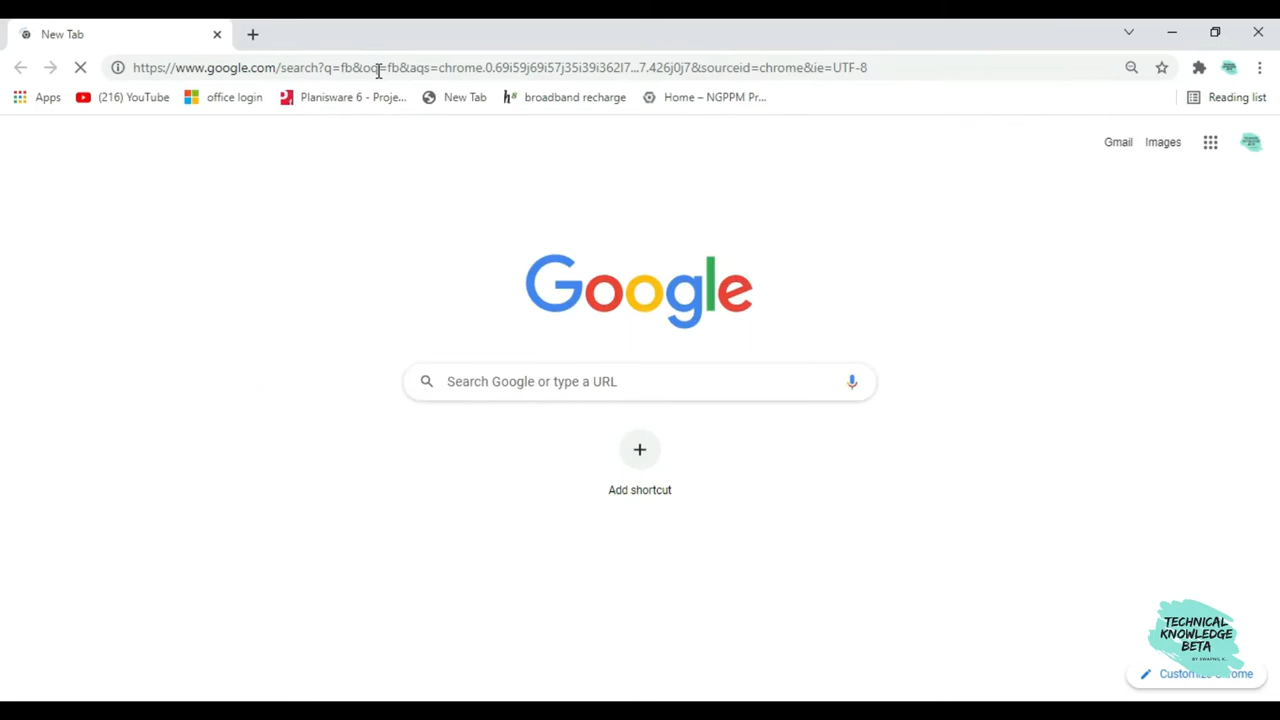 New Tab
https://www.google.com/search?q=fb&oq=fb&aqs=chrome.0.69i59j69i57j35i39i362l7...7.426j0j7&sourceid=chrome&ie=UTF-8
Apps (216) YouTube office login Planisware 6 - Proje... New Tab h" broadband recharge Home – NGPPM Pr... Reading list
Gmail Images
Google
Search Google or type a URL
Add shortcut
TECHNICAL
KNOWLEDGE
BETA
BY SWAPNIL K...
Customize Chrome